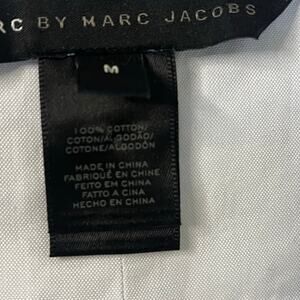 RC BY MARC JACOBS
M
100% COTTON/
COTON/ALGODÃO/
COTONE/ALGODÓN
MADE IN CHINA
FABRIQUÉ EN CHINE
FEITO EM CHINA
FATTO A CINA
HECHO EN CHINA